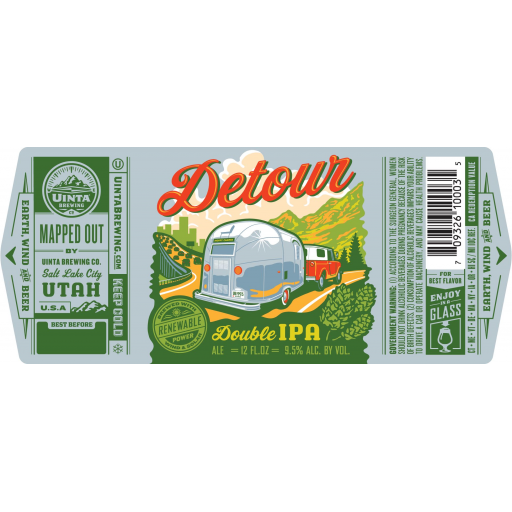 EARTH, WIND AND BEER
UINTA
BREWING
CO.
MAPPED OUT
BY
UINTA BREWING CO.
Salt Lake City
UTAH
U.S.A
BEST BEFORE
U
UINTABREWING.COM
KEEP COLD
Detour
RENEWABLE
POWER
Double IPA
ALE — 12 FL.OZ — 9.5% ALC. BY VOL.
GOVERNMENT WARNING: (1) ACCORDING TO THE SURGEON GENERAL, WOMEN
SHOULD NOT DRINK ALCOHOLIC BEVERAGES DURING PREGNANCY BECAUSE OF THE RISK
OF BIRTH DEFECTS. (2) CONSUMPTION OF ALCOHOLIC BEVERAGES IMPAIRS YOUR ABILITY
TO DRIVE A CAR OR OPERATE MACHINERY, AND MAY CAUSE HEALTH PROBLEMS.
7 09326 10003 5
FOR
BEST FLAVOR
ENJOY
IN A
GLASS
CA REDEMPTION VALUE
EARTH, WIND AND BEER